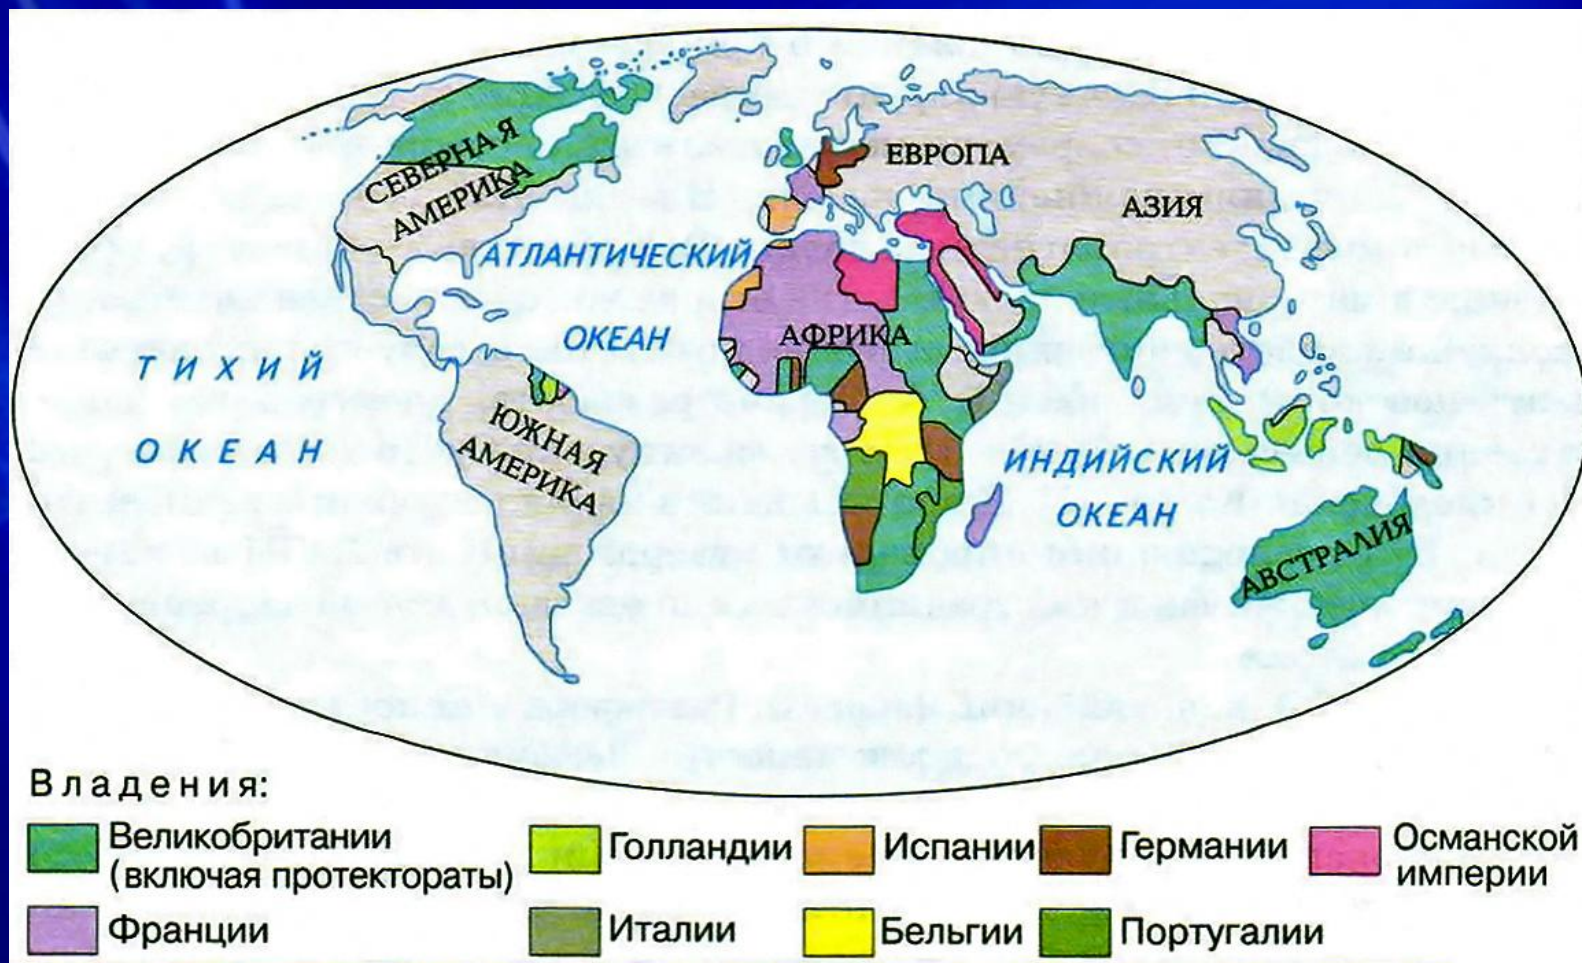 СЕВЕРНАЯ
АМЕРИКА
ЕВРОПА
АЗИЯ
АТЛАНТИЧЕСКИЙ
ОКЕАН
АФРИКА
ТИХИЙ
ОКЕАН
ЮЖНАЯ
АМЕРИКА
ИНДИЙСКИЙ
ОКЕАН
АВСТРАЛИЯ
Владения:
Великобритании
(включая протектораты)
Голландии
Испании
Германии
Османской
империи
Франции
Италии
Бельгии
Португалии